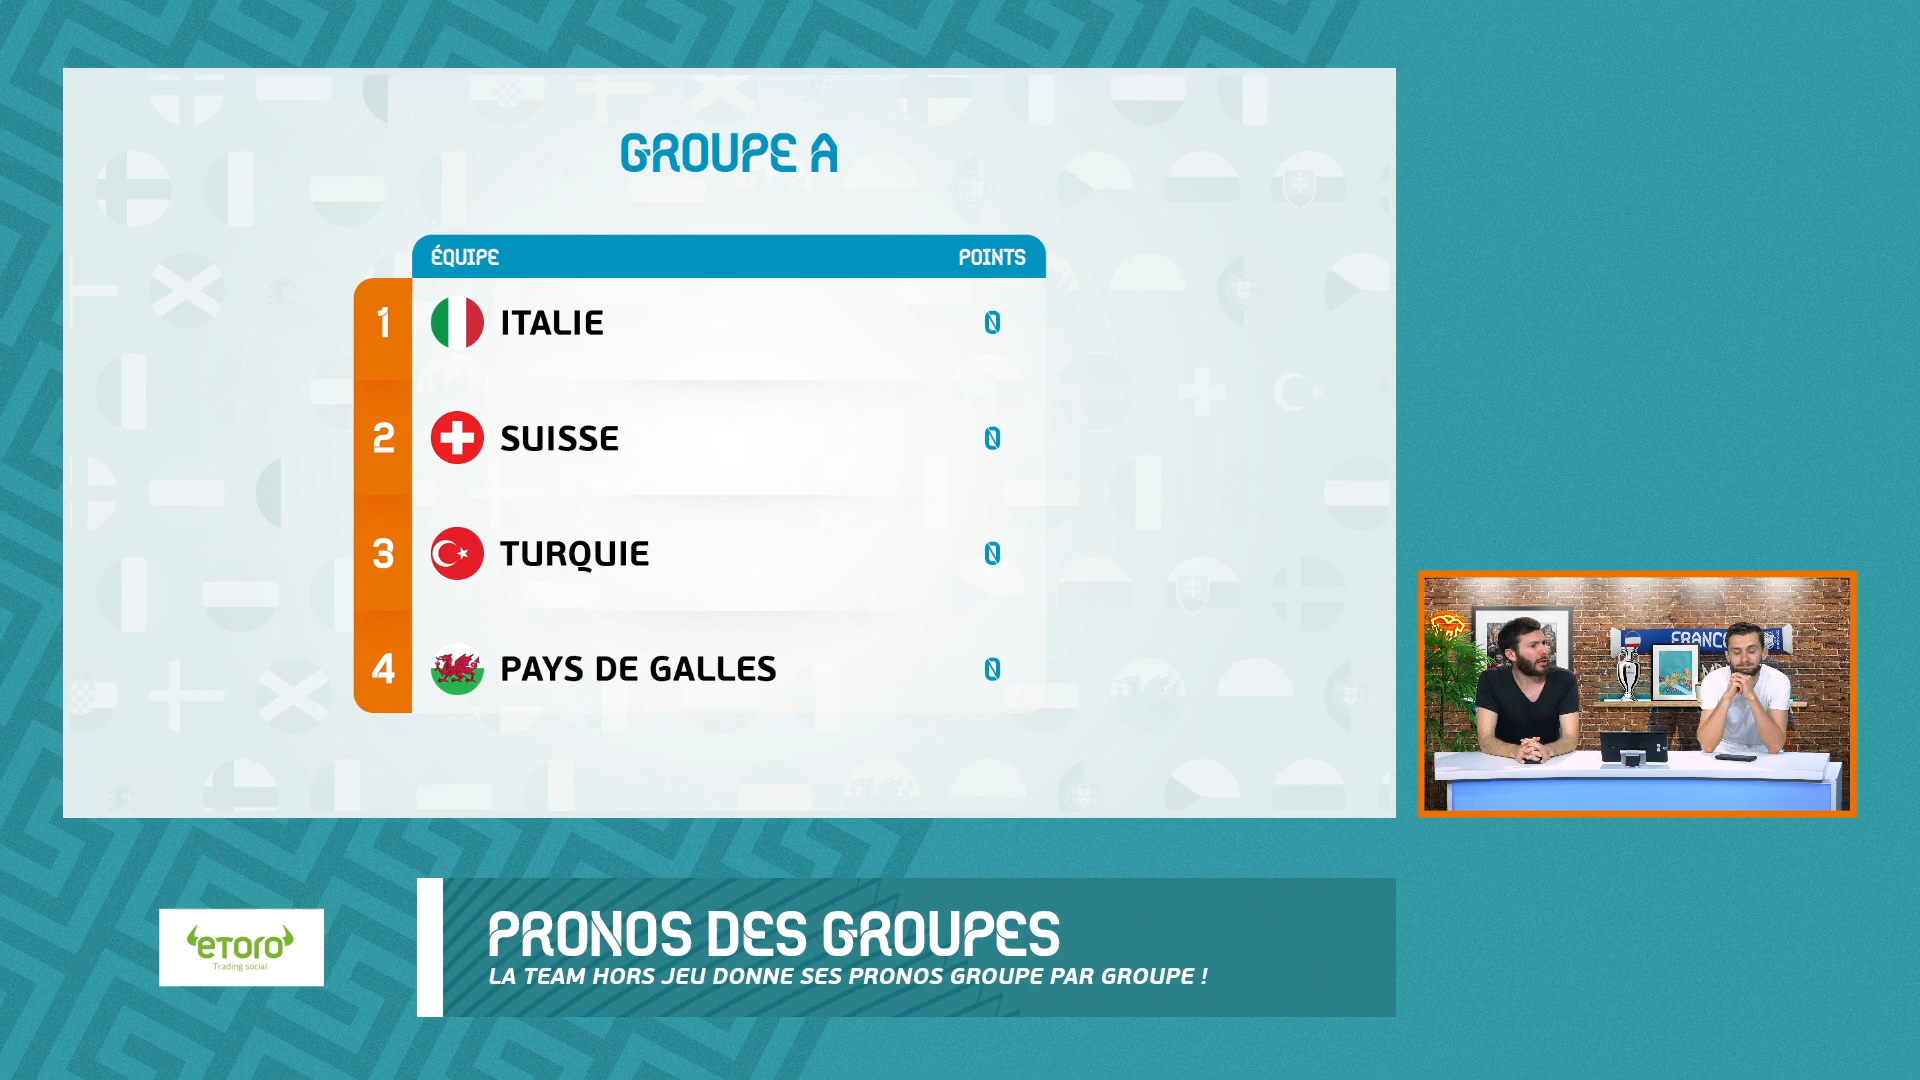 GROUPE A
ÉQUIPE POINTS
1 ITALIE 0
2 SUISSE 0
3 TURQUIE 0
4 PAYS DE GALLES 0
FRANCE
eTORO
Trading social
PRONOS DES GROUPES
LA TEAM HORS JEU DONNE SES PRONOS GROUPE PAR GROUPE !